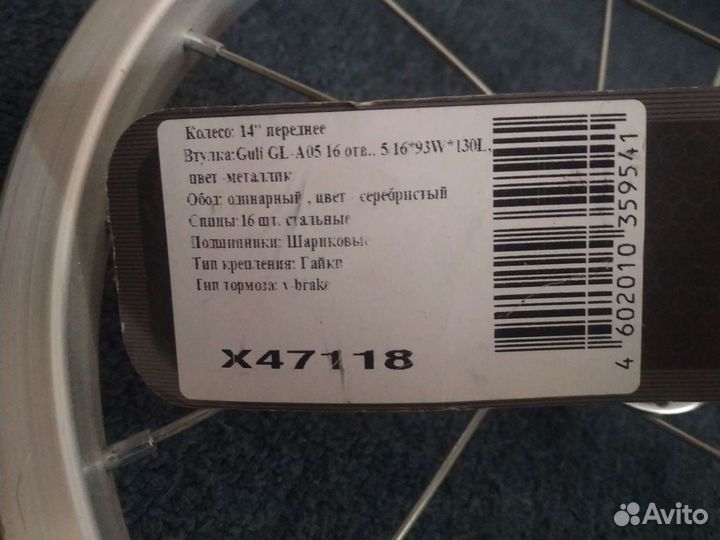 Колесо: 14" переднее
Втулка:Guli GL-A05 16 отв., 5/16*93W*130L,
цвет-металлик
Обод: одинарный , цвет - серебристый
Спицы:16 шт. стальные
Подшипники: Шариковые
Тип крепления: Гайки
Тип тормоза: v-brake
X47118
4 602010 359541
Avito